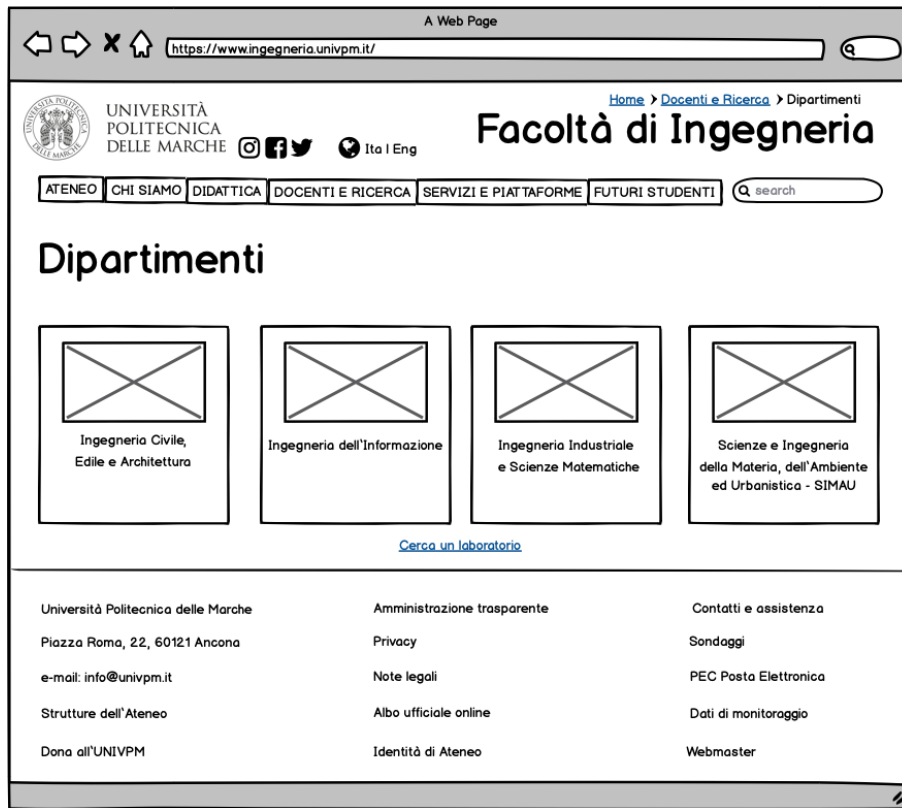 A Web Page
https://www.ingegneria.univpm.it/
Home > Docenti e Ricerca > Dipartimenti
UNIVERSITÀ
POLITECNICA
DELLE MARCHE
Ita | Eng
Facoltà di Ingegneria
ATENEO CHI SIAMO DIDATTICA DOCENTI E RICERCA SERVIZI E PIATTAFORME FUTURI STUDENTI search
Dipartimenti
Ingegneria Civile,
Edile e Architettura
Ingegneria dell'Informazione
Ingegneria Industriale
e Scienze Matematiche
Scienze e Ingegneria
della Materia, dell'Ambiente
ed Urbanistica - SIMAU
Cerca un laboratorio
Università Politecnica delle Marche
Piazza Roma, 22, 60121 Ancona
e-mail: info@univpm.it
Strutture dell'Ateneo
Dona all'UNIVPM
Amministrazione trasparente
Privacy
Note legali
Albo ufficiale online
Identità di Ateneo
Contatti e assistenza
Sondaggi
PEC Posta Elettronica
Dati di monitoraggio
Webmaster